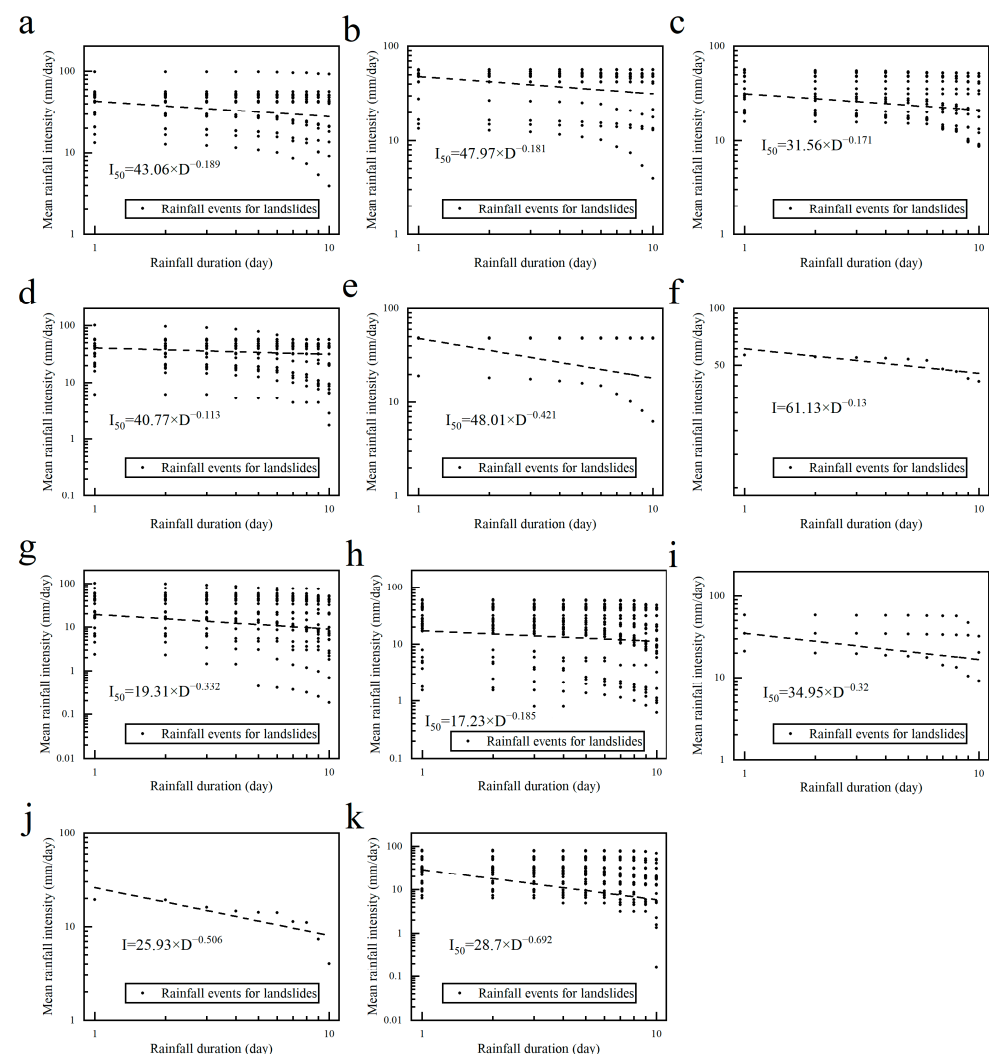 a
Mean rainfall intensity (mm/day)
100
10
1
I50=43.06×D−0.189
Rainfall events for landslides
1
10
Rainfall duration (day)
b
Mean rainfall intensity (mm/day)
100
10
1
I50=47.97×D−0.181
Rainfall events for landslides
1
10
Rainfall duration (day)
c
Mean rainfall intensity (mm/day)
100
10
1
I50=31.56×D−0.171
Rainfall events for landslides
1
10
Rainfall duration (day)
d
Mean rainfall intensity (mm/day)
100
10
1
0.1
I50=40.77×D−0.113
Rainfall events for landslides
1
10
Rainfall duration (day)
e
Mean rainfall intensity (mm/day)
100
10
1
I50=48.01×D−0.421
Rainfall events for landslides
1
10
Rainfall duration (day)
f
Mean rainfall intensity (mm/day)
100
50
I=61.13×D−0.13
Rainfall events for landslides
1
10
Rainfall duration (day)
g
Mean rainfall intensity (mm/day)
100
10
1
0.1
0.01
I50=19.31×D−0.332
Rainfall events for landslides
1
10
Rainfall duration (day)
h
Mean rainfall intensity (mm/day)
100
10
1
0.1
I50=17.23×D−0.185
Rainfall events for landslides
1
10
Rainfall duration (day)
i
Mean rainfall intensity (mm/day)
100
10
1
I50=34.95×D−0.32
Rainfall events for landslides
1
10
Rainfall duration (day)
j
Mean rainfall intensity (mm/day)
100
10
1
I=25.93×D−0.506
Rainfall events for landslides
1
10
Rainfall duration (day)
k
Mean rainfall intensity (mm/day)
100
10
1
0.1
0.01
I50=28.7×D−0.692
Rainfall events for landslides
1
10
Rainfall duration (day)